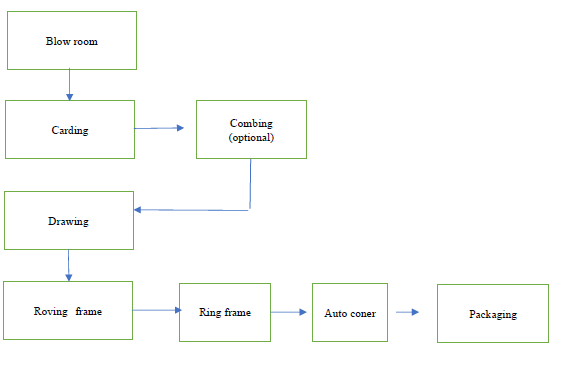 Blow room
Carding
Combing
(optional)
Drawing
Roving frame
Ring frame
Auto coner
Packaging